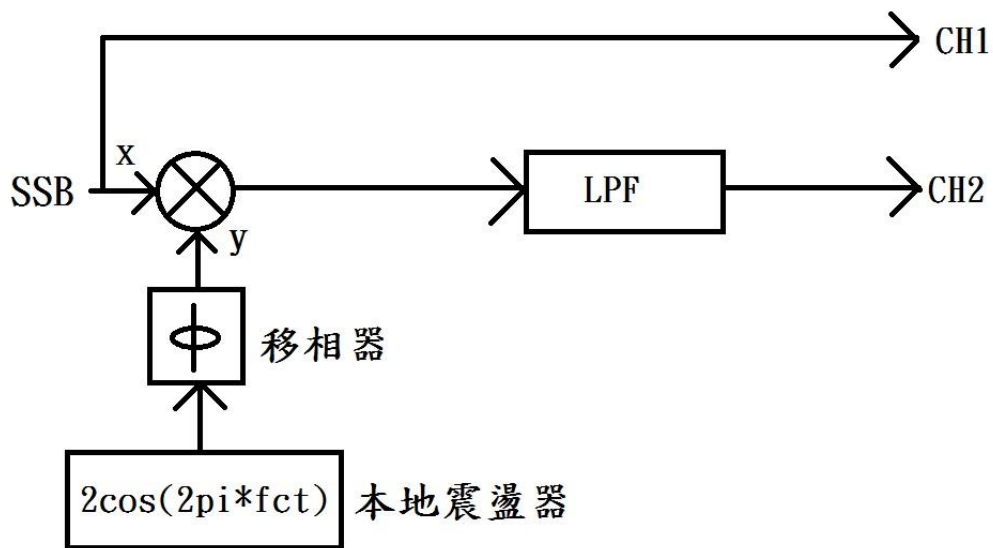 CH1
x
SSB
LPF
CH2
y
Φ
移相器
2cos(2pi*fct)
本地震盪器